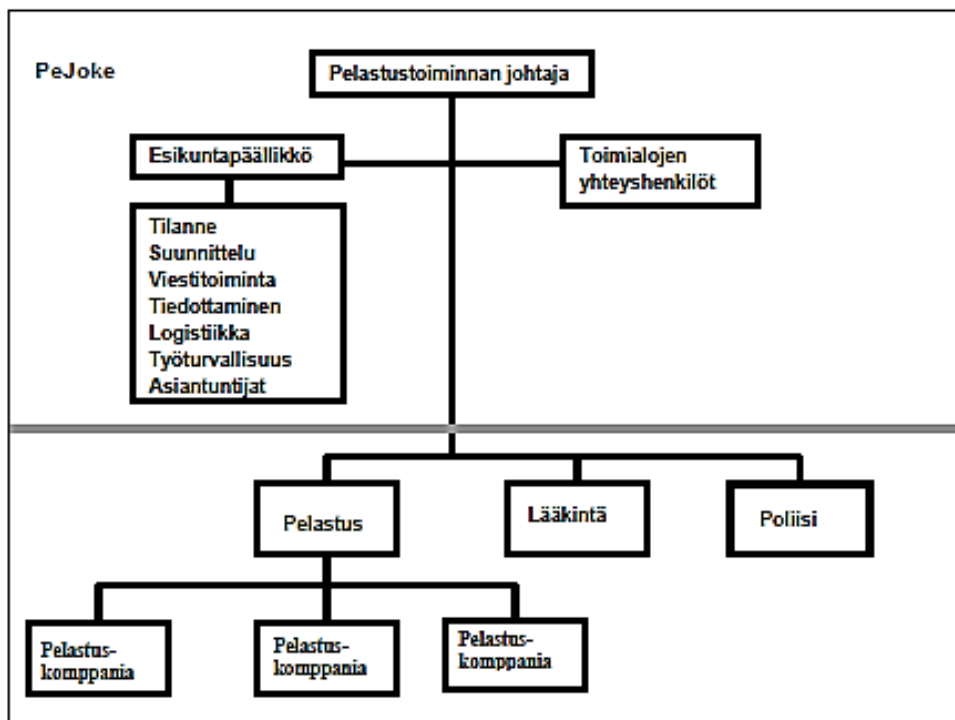 PeJoke
Pelastustoiminnan johtaja
Esikuntapäällikkö
Toimialojen
yhteyshenkilöt
Tilanne
Suunnittelu
Viestitoiminta
Tiedottaminen
Logistiikka
Työturvallisuus
Asiantuntijat
Pelastus
Lääkintä
Poliisi
Pelastus-
komppania
Pelastus-
komppania
Pelastus-
komppania